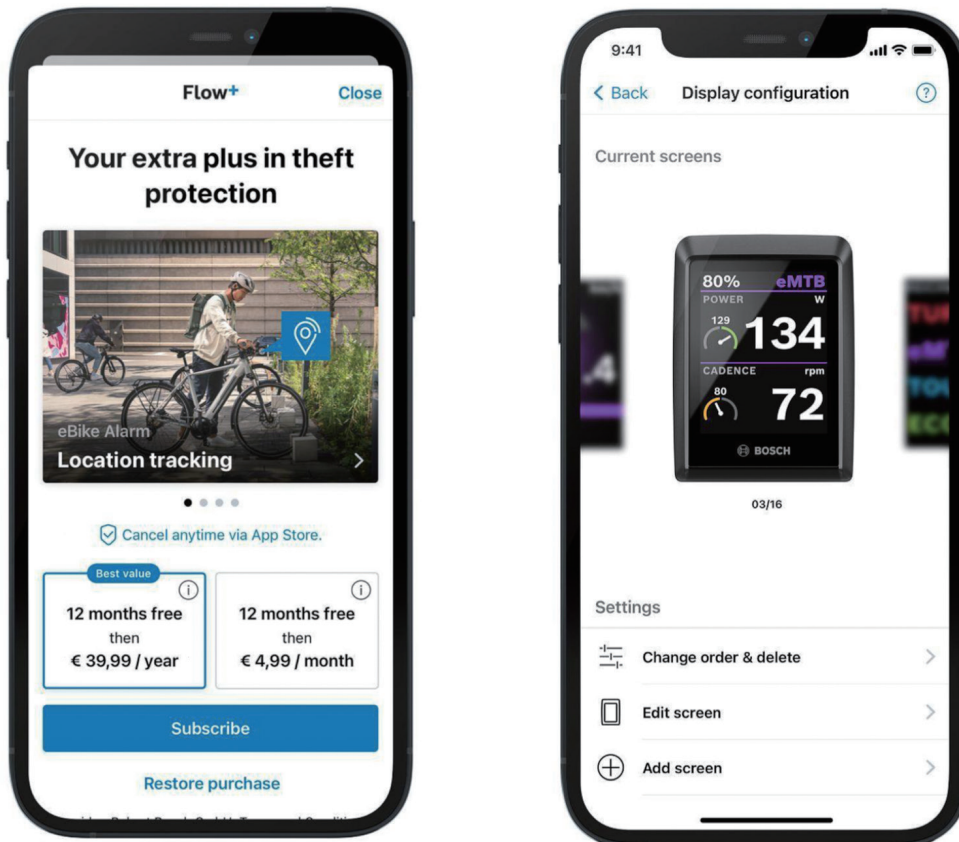 Flow+
Close
Your extra plus in theft
protection
eBike Alarm
Location tracking
Cancel anytime via App Store.
Best value
12 months free
then
€ 39,99 / year
12 months free
then
€ 4,99 / month
Subscribe
Restore purchase
9:41
Back
Display configuration
?
Current screens
80%
eMTB
POWER
W
129
134
CADENCE
rpm
80
72
BOSCH
03/16
Settings
Change order & delete
Edit screen
Add screen